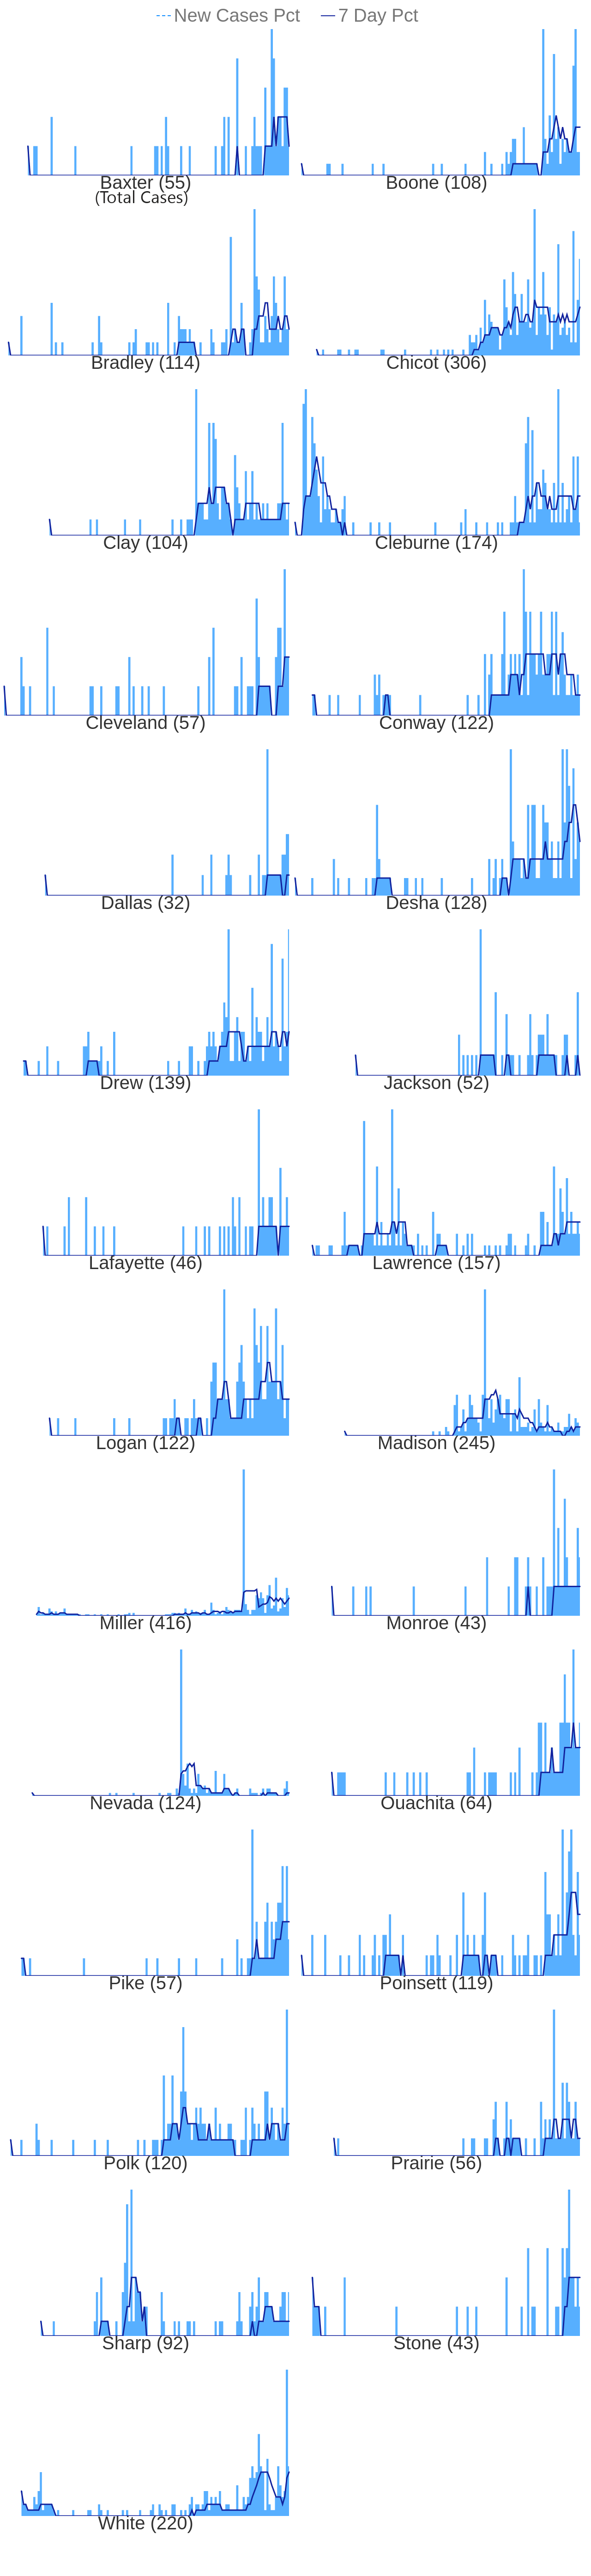 New Cases Pct 7 Day Pct
Baxter (55) Boone (108)
(Total Cases)
Bradley (114) Chicot (306)
Clay (104) Cleburne (174)
Cleveland (57) Conway (122)
Dallas (32) Desha (128)
Drew (139) Jackson (52)
Lafayette (46) Lawrence (157)
Logan (122) Madison (245)
Miller (416) Monroe (43)
Nevada (124) Ouachita (64)
Pike (57) Poinsett (119)
Polk (120) Prairie (56)
Sharp (92) Stone (43)
White (220)